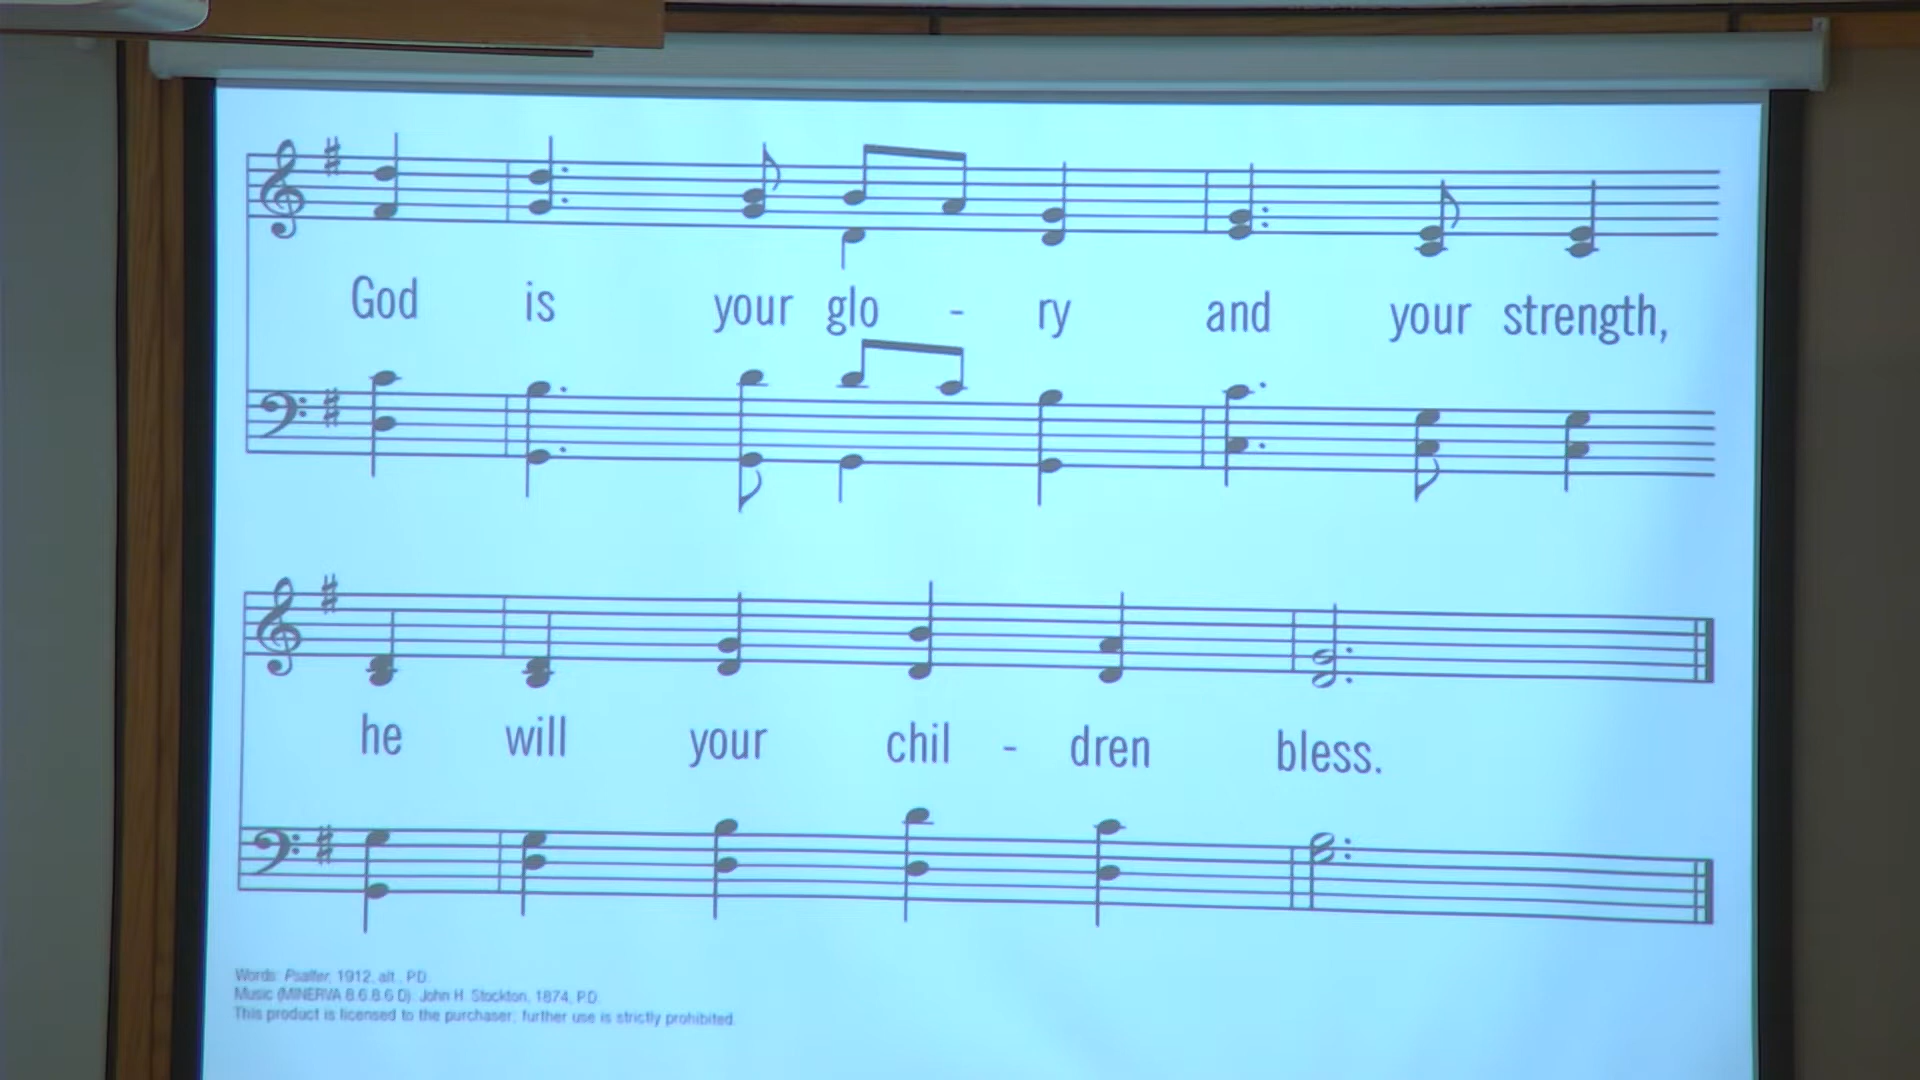 God is your glo - ry and your strength,
he will your chil - dren bless.
Words: Psalter, 1912, alt., P.D.
Music (MINERVA 8.6.8.6 D): John H. Stockton, 1874, P.D.
This product is licensed to the purchaser; further use is strictly prohibited.